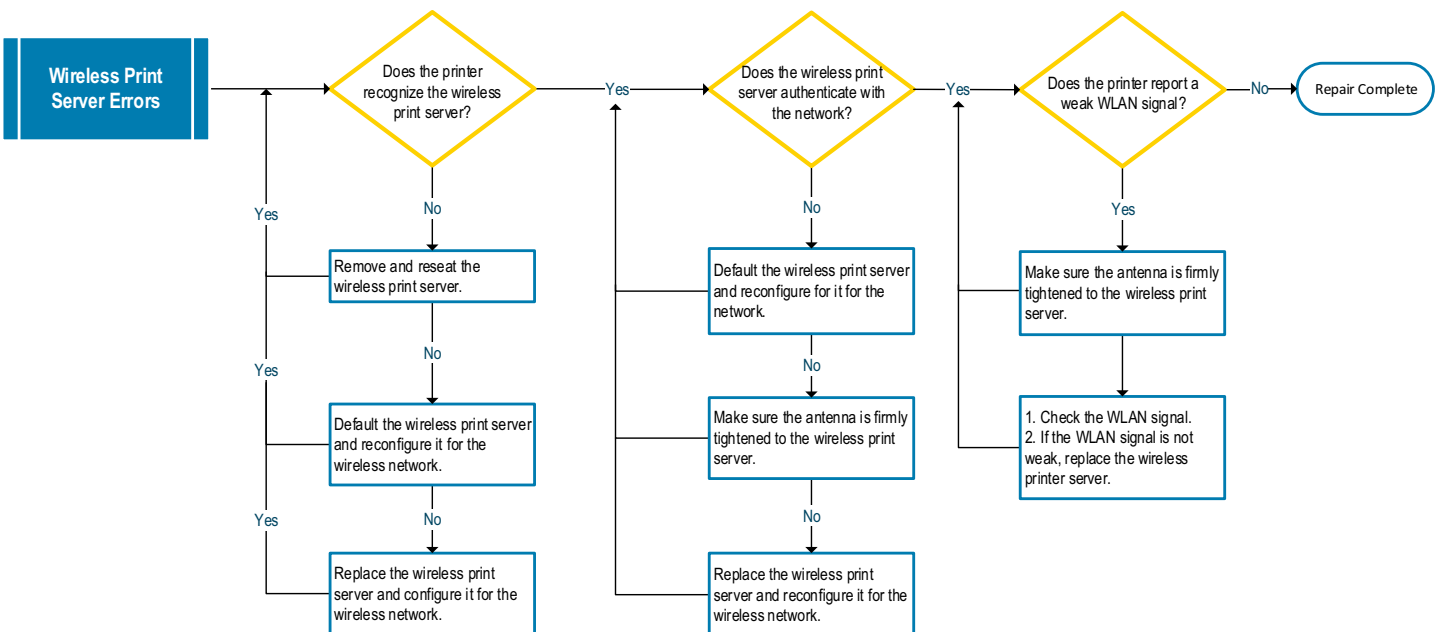 Wireless Print
Server Errors
Does the printer
recognize the wireless
print server?
Yes
Does the wireless print
server authenticate with
the network?
Yes
Does the printer report a
weak WLAN signal?
No
Repair Complete
Yes
No
Remove and reseat the
wireless print server.
Yes
No
Default the wireless print server
and reconfigure it for the
wireless network.
Yes
No
Replace the wireless print
server and configure it for the
wireless network.
No
Default the wireless print server
and reconfigure for it for the
network.
No
Make sure the antenna is firmly
tightened to the wireless print
server.
No
Replace the wireless print
server and reconfigure it for the
wireless network.
Yes
Make sure the antenna is firmly
tightened to the wireless print
server.
1. Check the WLAN signal.
2. If the WLAN signal is not
weak, replace the wireless
printer server.